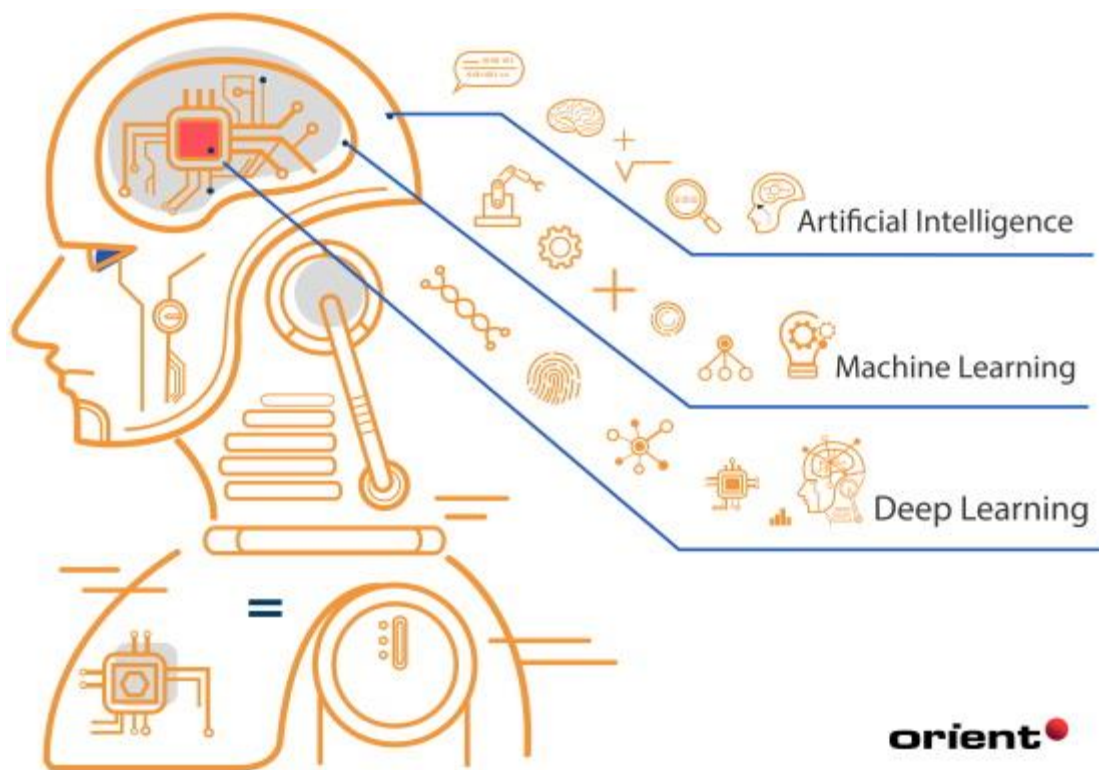 Artificial Intelligence
Machine Learning
Deep Learning
orient